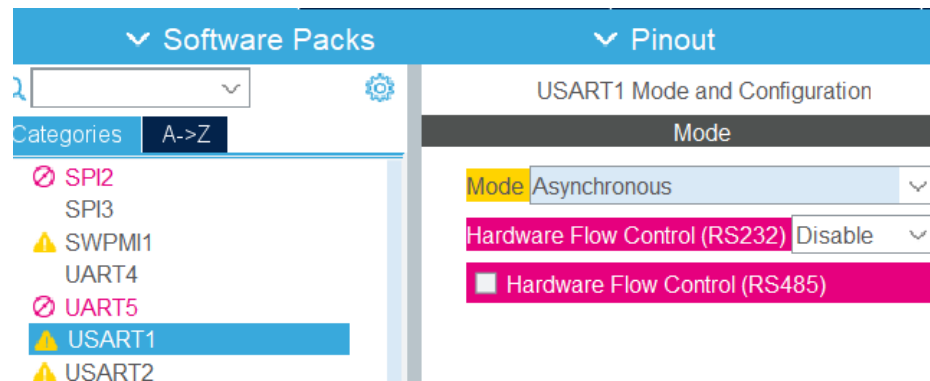 Software Packs
Pinout
Categories
A->Z
SPI2
SPI3
SWPMI1
UART4
UART5
USART1
USART2
USART1 Mode and Configuration
Mode
Mode Asynchronous
Hardware Flow Control (RS232) Disable
Hardware Flow Control (RS485)